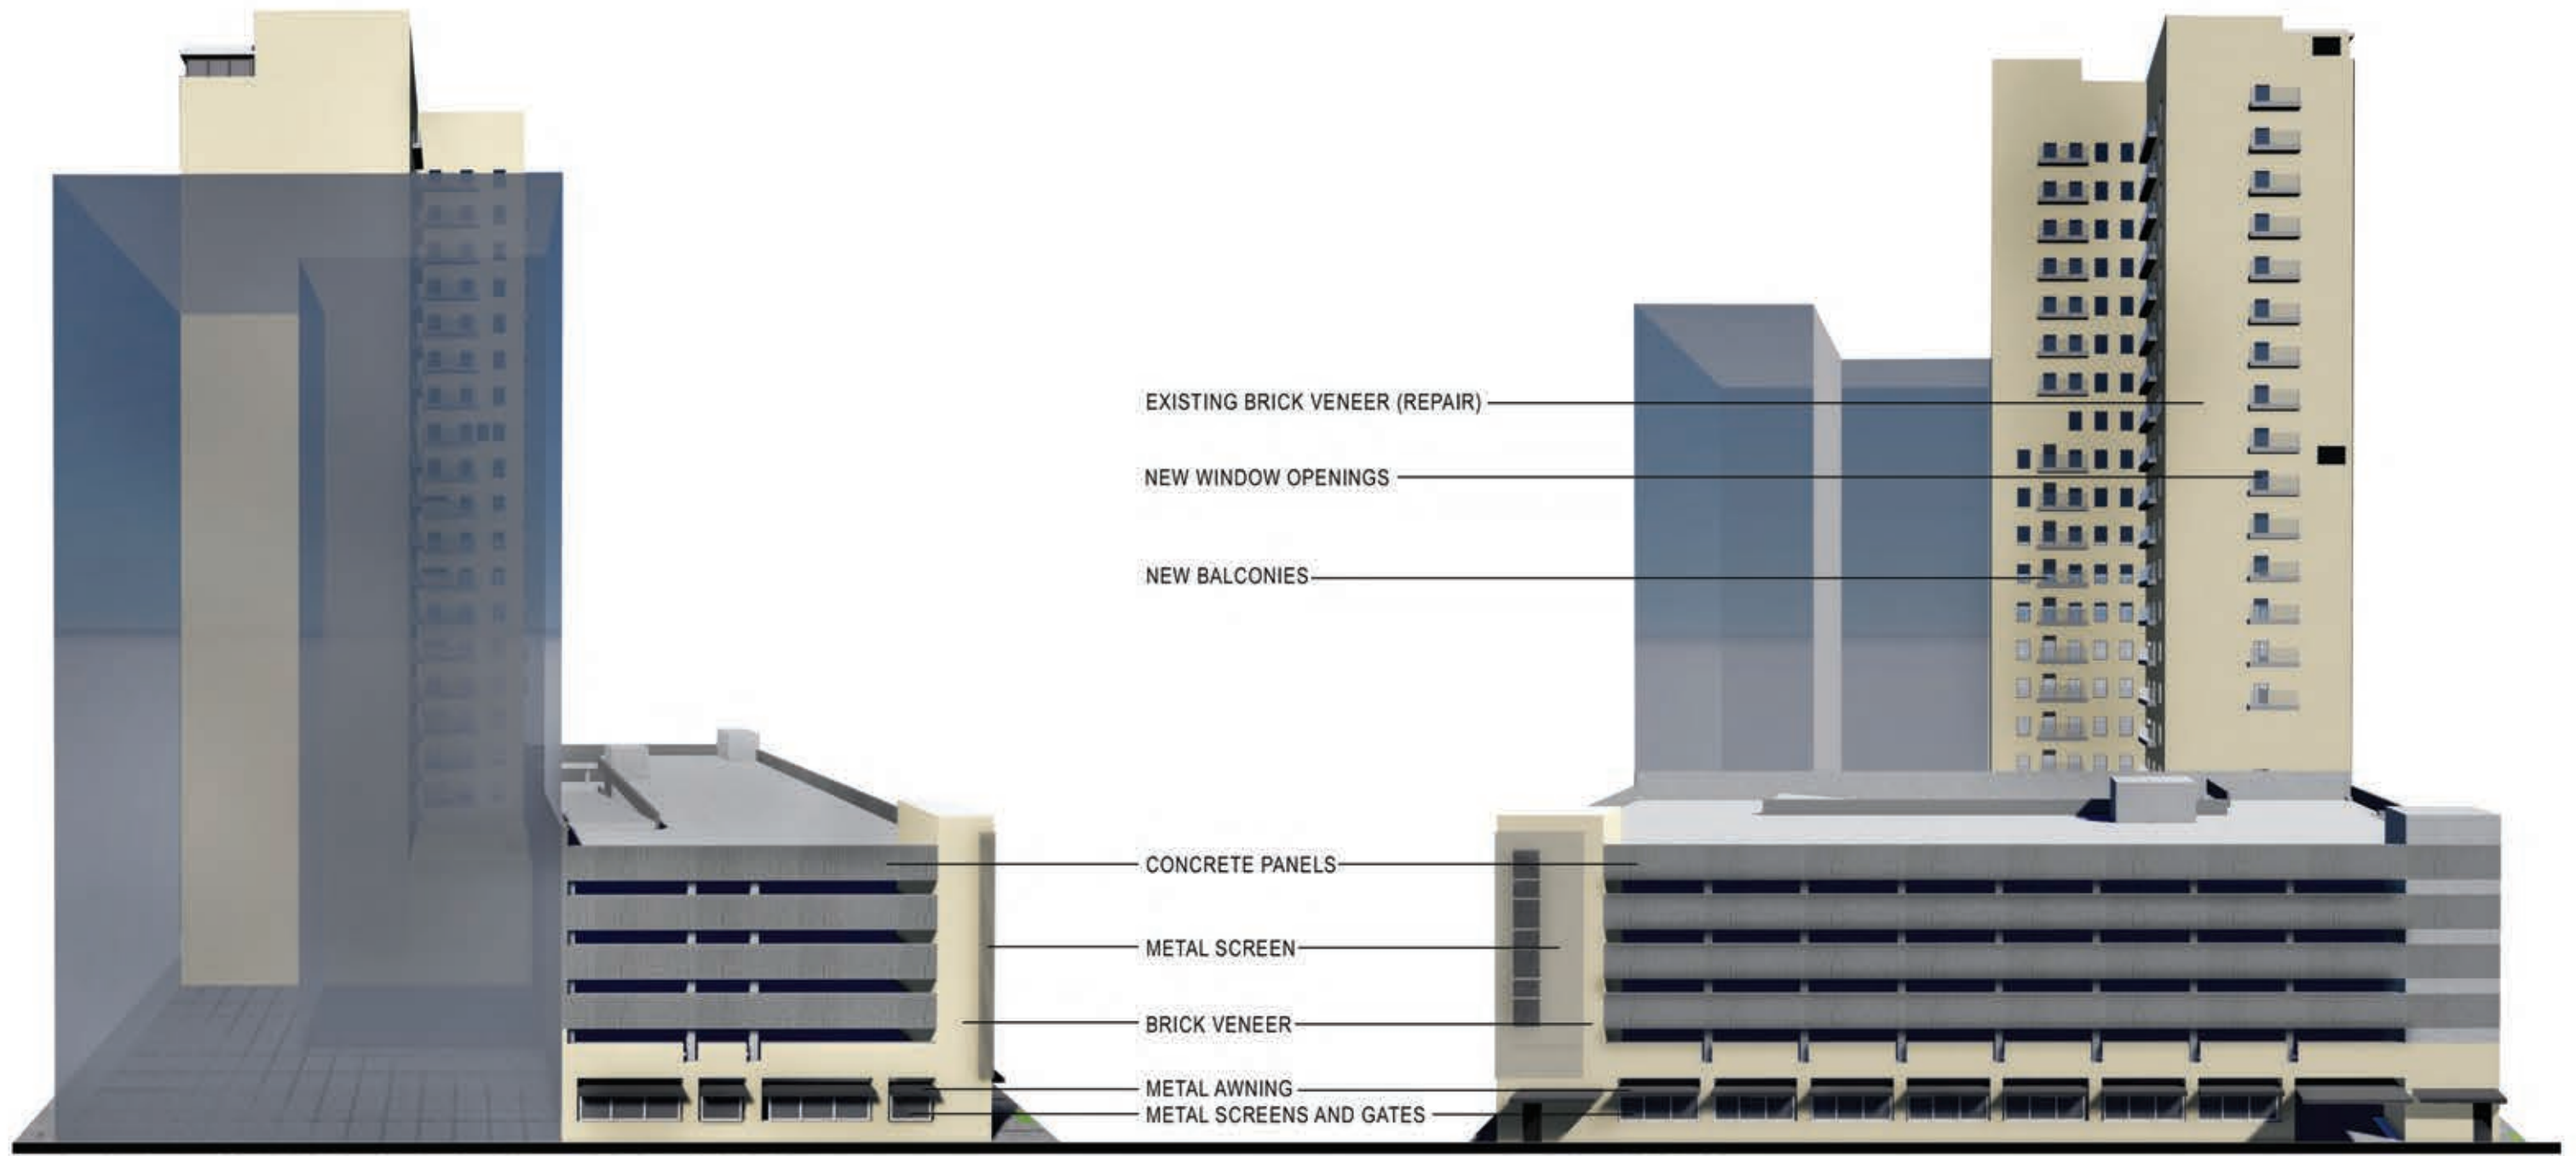 EXISTING BRICK VENEER (REPAIR)
NEW WINDOW OPENINGS
NEW BALCONIES
CONCRETE PANELS
METAL SCREEN
BRICK VENEER
METAL AWNING
METAL SCREENS AND GATES